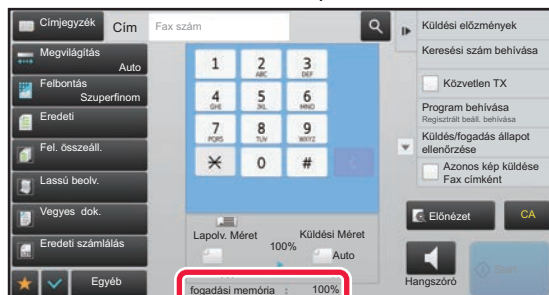 Címjegyzék
Cím
Fax szám
Megvilágítás
Auto
Felbontás
Szuperfinom
Eredeti
Fel. összeáll.
Lassú beolv.
Vegyes dok.
Eredeti számlálás
Egyéb
1
2
ABC
3
DEF
4
GHI
5
JKL
6
MNO
7
PQRS
8
TUV
9
WXYZ
0
#
Lapolv. Méret
100%
Küldési Méret
Auto
fogadási memória : 100%
Küldési előzmények
Keresési szám behívása
Közvetlen TX
Program behívása
Regisztrált beáll. behívása
Küldés/fogadás állapot
ellenőrzése
Azonos kép küldése
Fax címként
Előnézet
CA
Hangszóró
Start